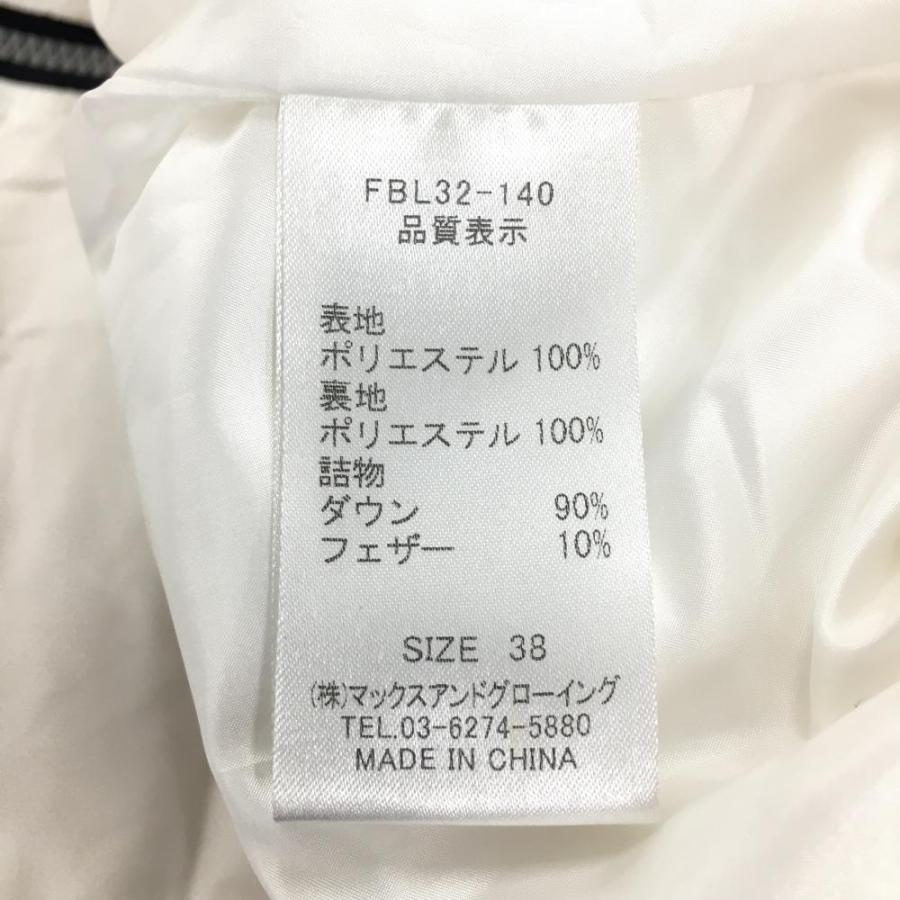 FBL32-140
品質表示
表地
ポリエステル 100%
裏地
ポリエステル 100%
詰物
ダウン 90%
フェザー 10%
SIZE 38
(株)マックスアンドグローイング
TEL.03-6274-5880
MADE IN CHINA